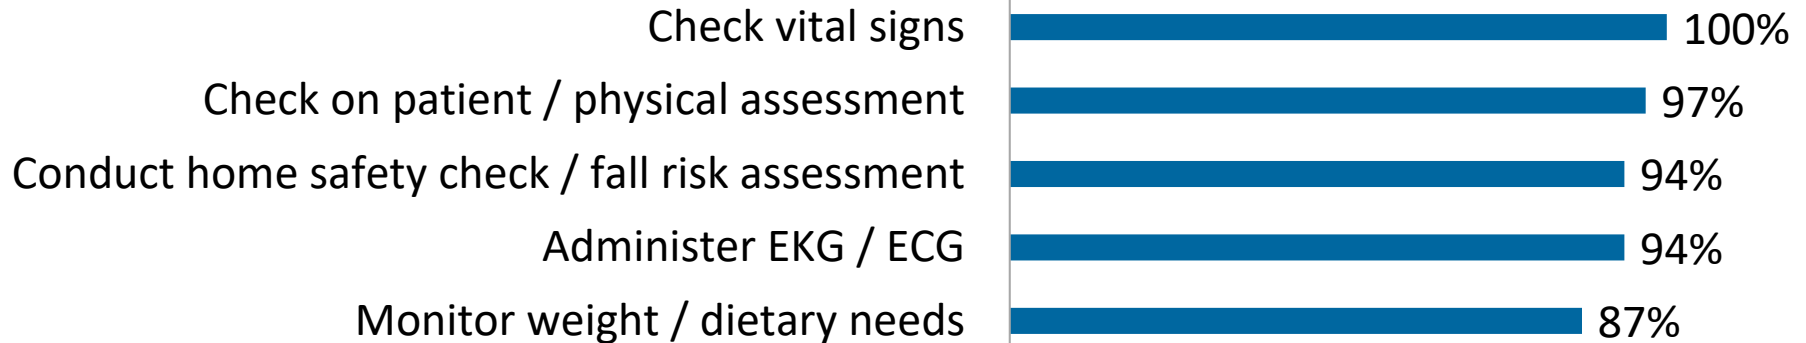 Check vital signs 100%
Check on patient / physical assessment 97%
Conduct home safety check / fall risk assessment 94%
Administer EKG / ECG 94%
Monitor weight / dietary needs 87%